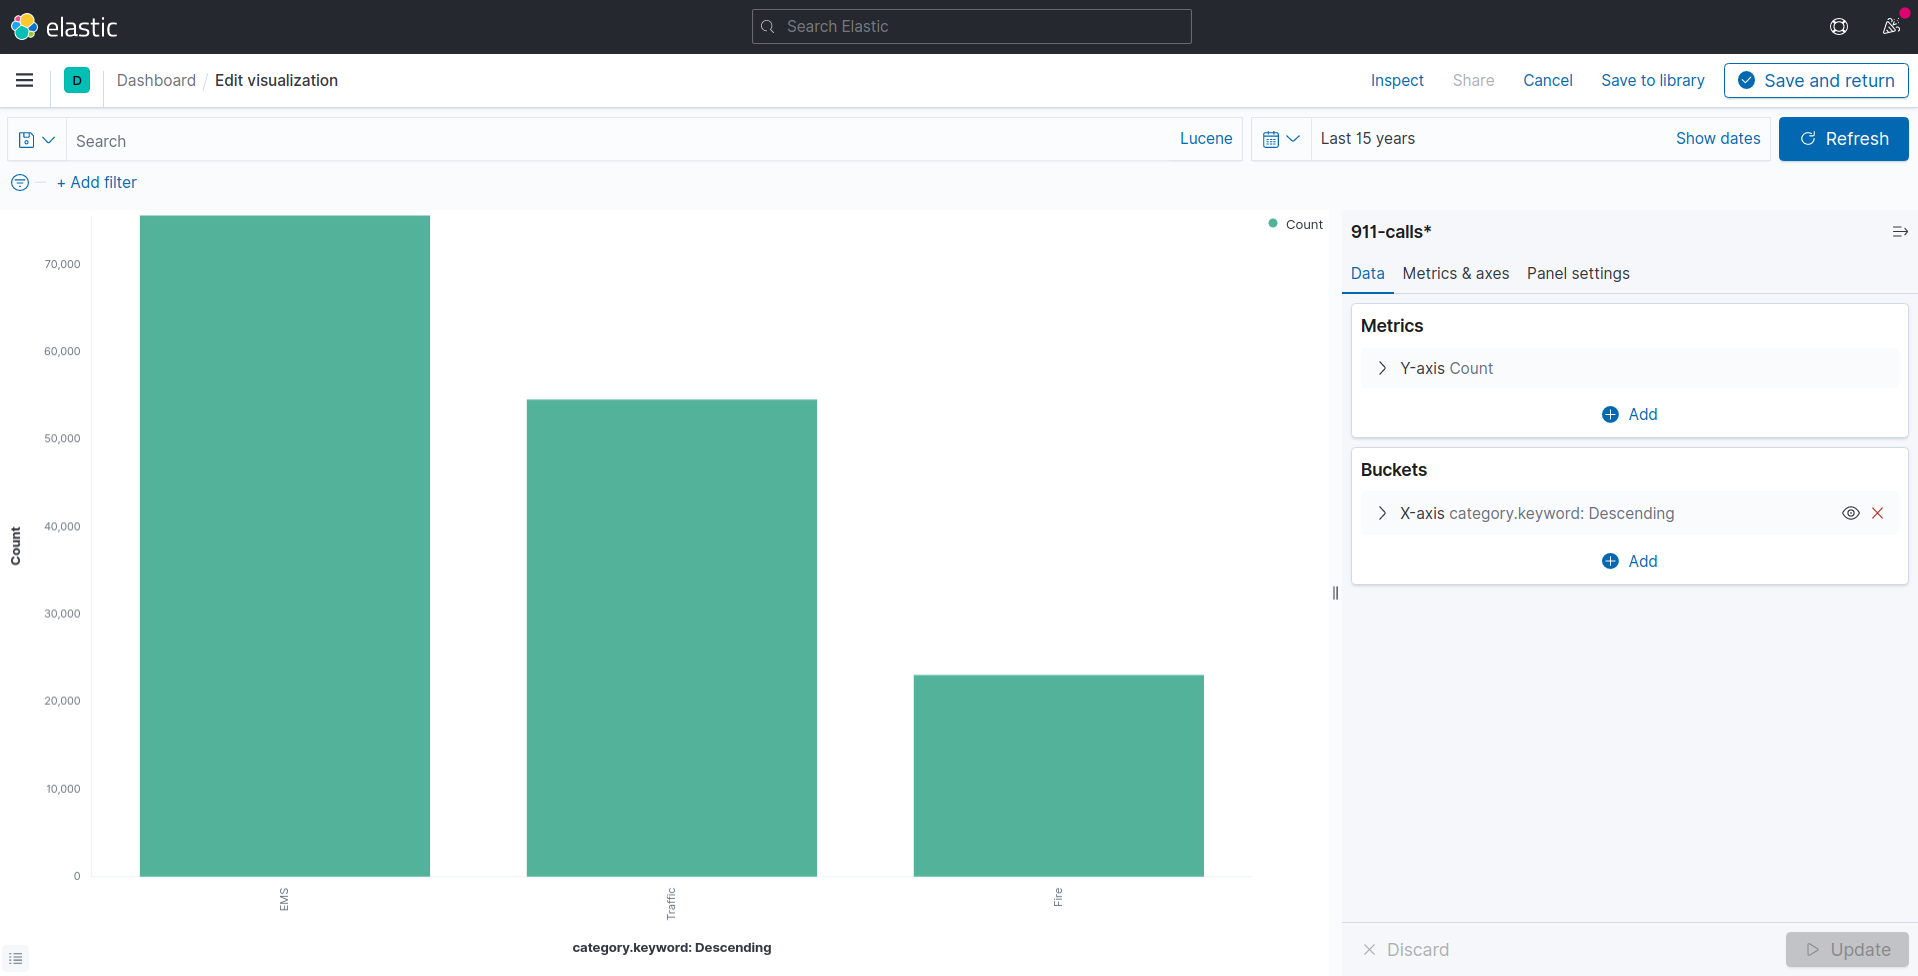 elastic
Search Elastic
D
Dashboard / Edit visualization
Inspect
Share
Cancel
Save to library
Save and return
Search
Lucene
Last 15 years
Show dates
Refresh
+ Add filter
Count
70,000
60,000
50,000
40,000
30,000
20,000
10,000
0
Count
EMS
Traffic
Fire
category.keyword: Descending
911-calls*
Data
Metrics & axes
Panel settings
Metrics
Y-axis Count
Add
Buckets
X-axis category.keyword: Descending
Add
Discard
Update